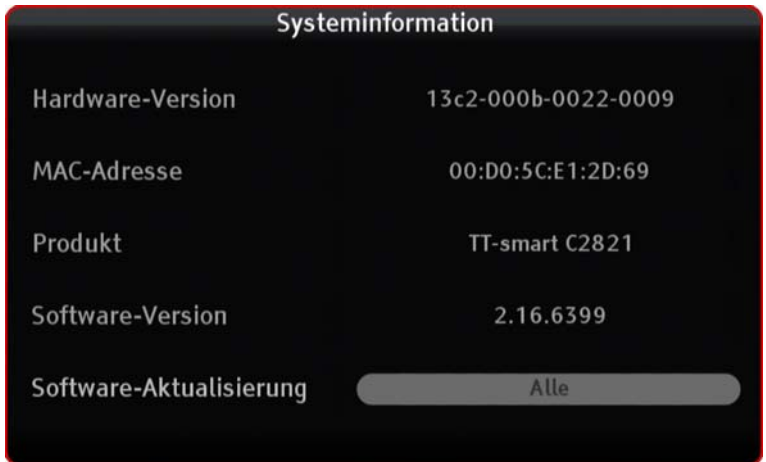 Systeminformation
Hardware-Version 13c2-000b-0022-0009
MAC-Adresse 00:D0:5C:E1:2D:69
Produkt TT-smart C2821
Software-Version 2.16.6399
Software-Aktualisierung Alle